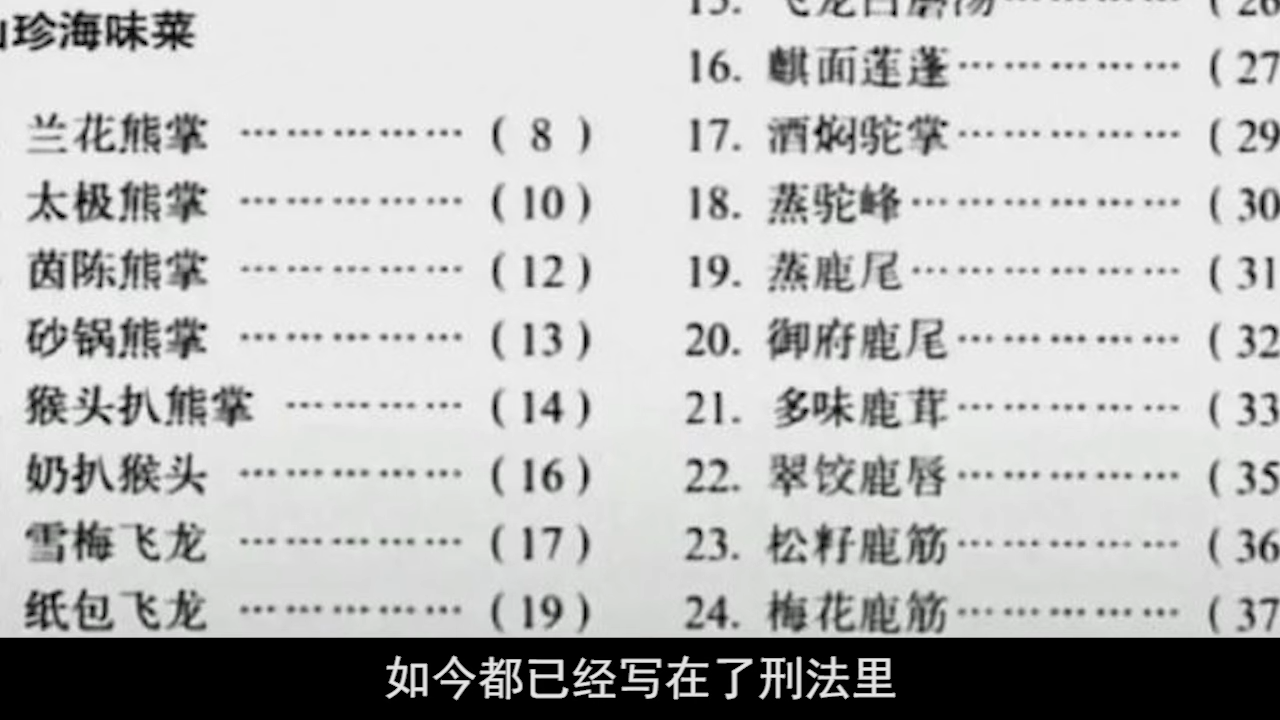 珍海味菜
兰花熊掌 ⋯⋯⋯⋯⋯ ( 8 )
太极熊掌 ⋯⋯⋯⋯⋯ ( 10 )
茵陈熊掌 ⋯⋯⋯⋯⋯ ( 12 )
砂锅熊掌 ⋯⋯⋯⋯⋯ ( 13 )
猴头扒熊掌 ⋯⋯⋯⋯ ( 14 )
奶扒猴头 ⋯⋯⋯⋯⋯ ( 16 )
雪梅飞龙 ⋯⋯⋯⋯⋯ ( 17 )
纸包飞龙 ⋯⋯⋯⋯⋯ ( 19 )
16. 麒面莲蓬 ⋯⋯⋯⋯⋯ ( 27
17. 酒焖驼掌 ⋯⋯⋯⋯⋯ ( 29
18. 蒸驼峰 ⋯⋯⋯⋯⋯⋯ ( 30
19. 蒸鹿尾 ⋯⋯⋯⋯⋯⋯ ( 31
20. 御府鹿尾 ⋯⋯⋯⋯⋯ ( 32
21. 多味鹿茸 ⋯⋯⋯⋯⋯ ( 33
22. 翠饺鹿唇 ⋯⋯⋯⋯⋯ ( 35
23. 松籽鹿筋 ⋯⋯⋯⋯⋯ ( 36
24. 梅花鹿筋 ⋯⋯⋯⋯⋯ ( 37
如今都已经写在了刑法里